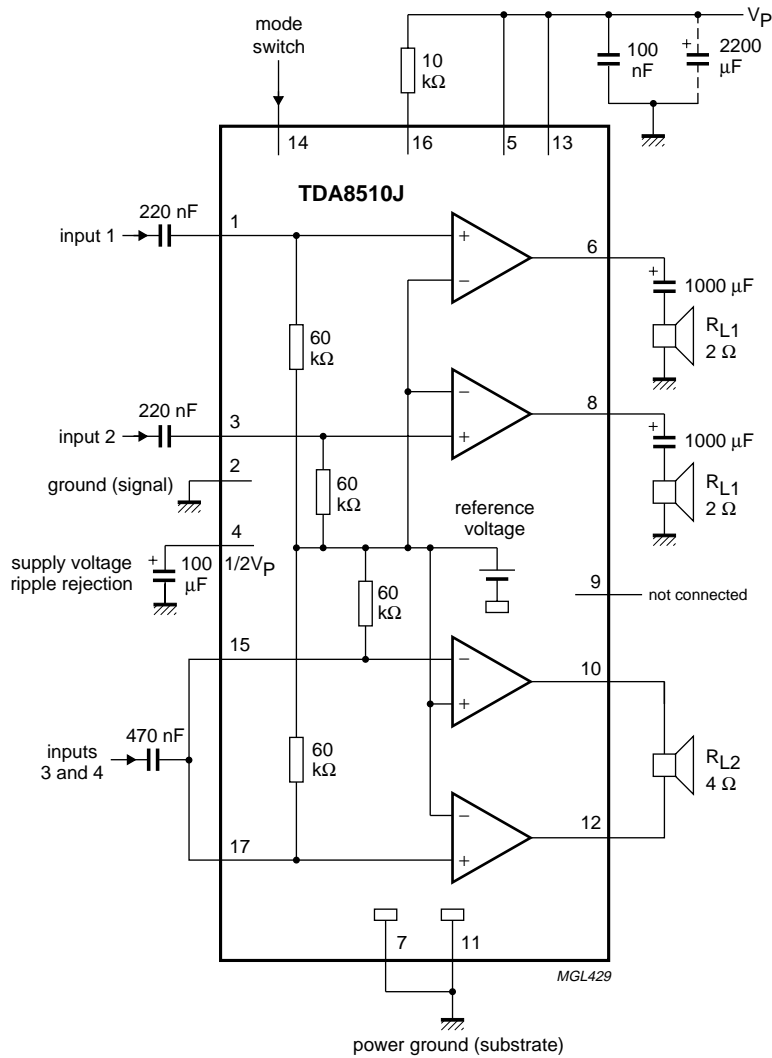 mode
switch
V_P
10
kΩ
100
nF
+
2200
μF
14
16
5
13
TDA8510J
220 nF
input 1
1
+
−
6
+
1000 μF
R_L1
2 Ω
60
kΩ
220 nF
input 2
3
−
+
8
+
1000 μF
R_L1
2 Ω
2
ground (signal)
60
kΩ
reference
voltage
4
1/2V_P
supply voltage
ripple rejection
+
100
μF
60
kΩ
9
not connected
15
−
+
10
470 nF
inputs
3 and 4
60
kΩ
R_L2
4 Ω
17
−
+
12
7
11
MGL429
power ground (substrate)